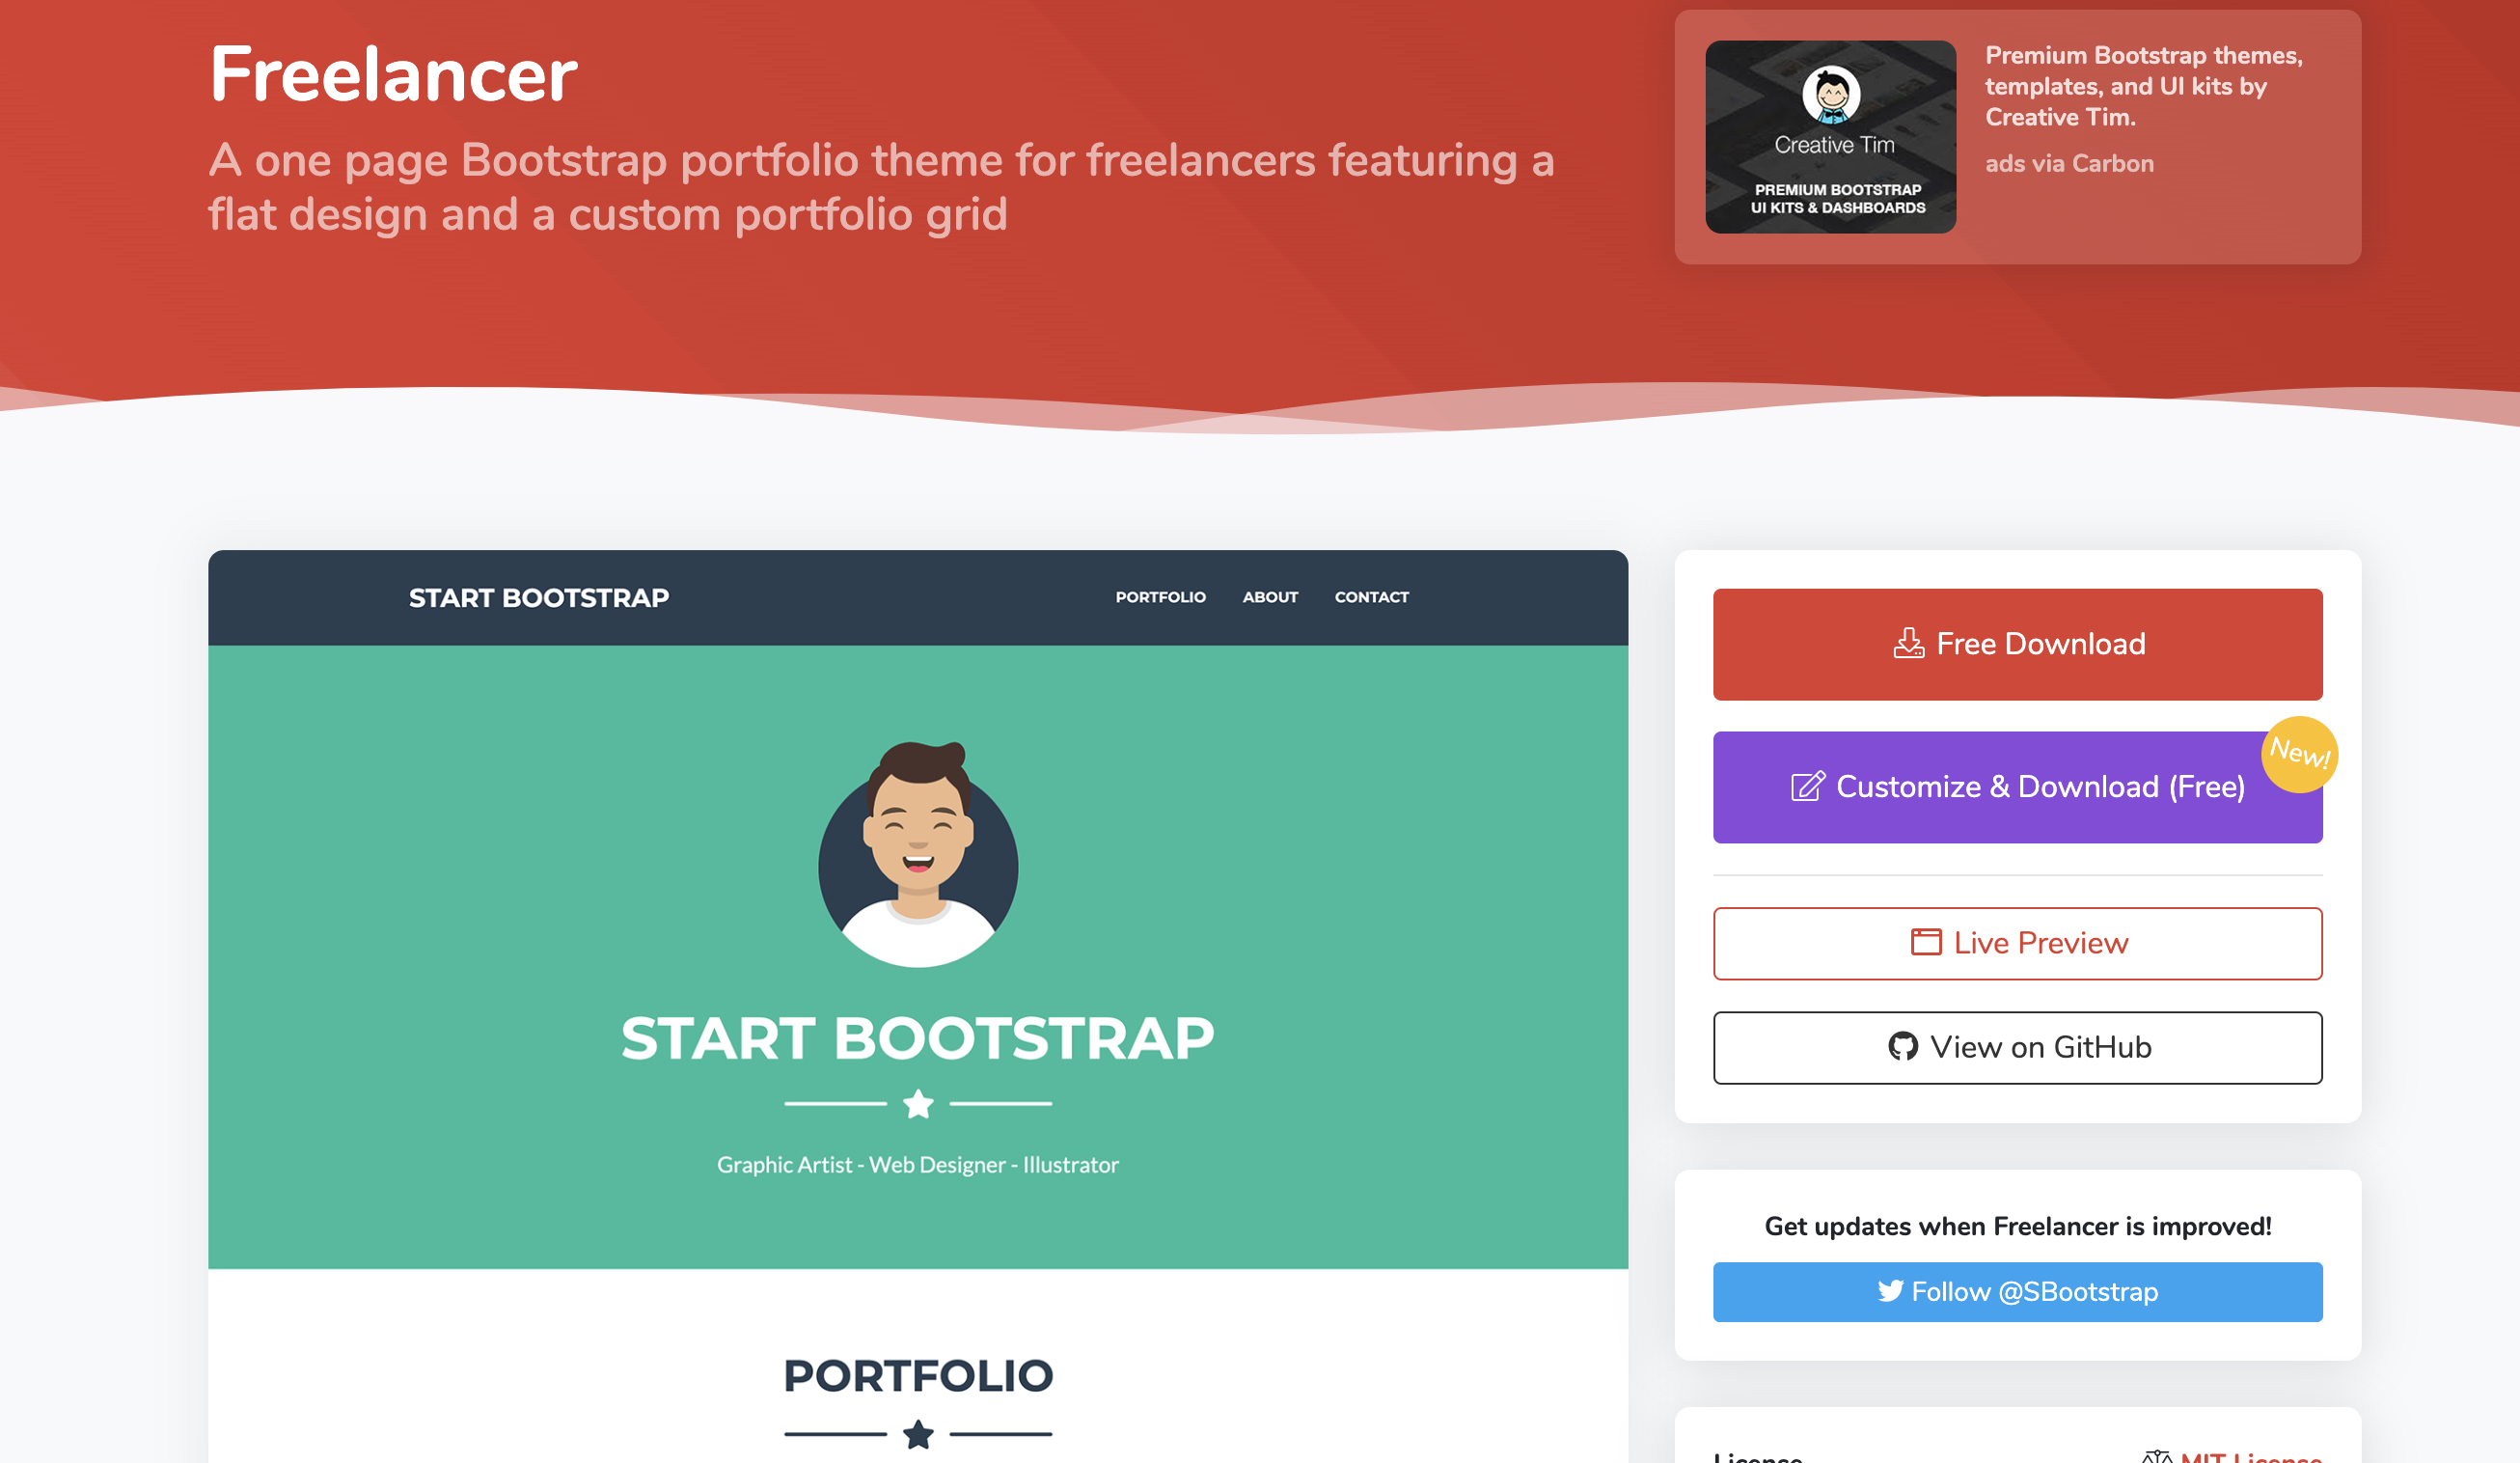 Freelancer
A one page Bootstrap portfolio theme for freelancers featuring a
flat design and a custom portfolio grid
Creative Tim
PREMIUM BOOTSTRAP
UI KITS & DASHBOARDS
Premium Bootstrap themes,
templates, and UI kits by
Creative Tim.
ads via Carbon
START BOOTSTRAP
PORTFOLIO ABOUT CONTACT
START BOOTSTRAP
Graphic Artist - Web Designer - Illustrator
PORTFOLIO
Free Download
New!
Customize & Download (Free)
Live Preview
View on GitHub
Get updates when Freelancer is improved!
Follow @SBootstrap
License MIT License